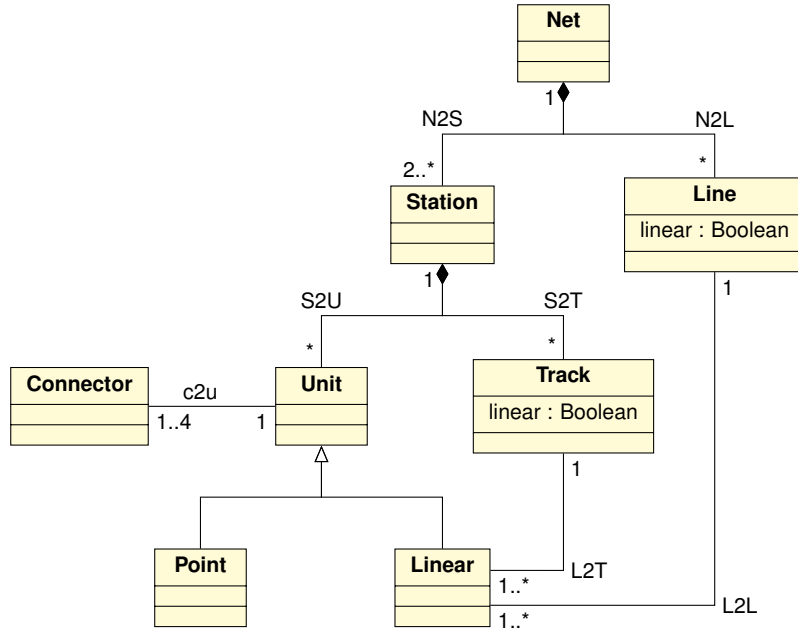 Net
1
N2S
N2L
2..*
*
Station
Line
linear : Boolean
1
1
S2U
S2T
*
*
Connector
c2u
Unit
Track
linear : Boolean
1..4
1
1
Point
Linear
1..*
L2T
1..*
L2L